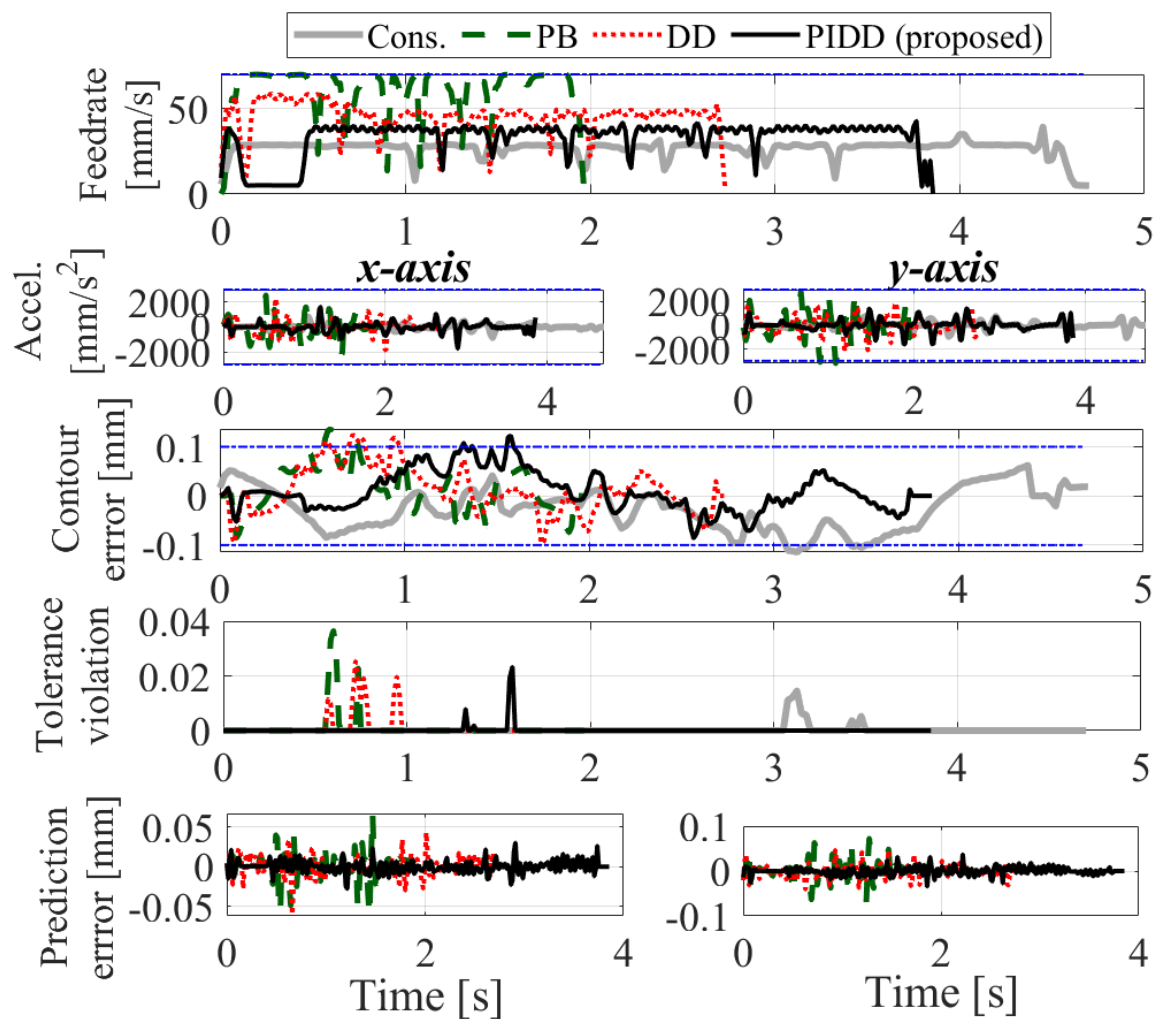 Cons. PB DD PIDD (proposed)
Feedrate
[mm/s]
50
0
0 1 2 3 4 5
x-axis y-axis
Accel.
[mm/s²]
2000
0
-2000
0 2 4
2000
0
-2000
0 2 4
Contour
errror [mm]
0.1
0
-0.1
0 1 2 3 4 5
Tolerance
violation
0.04
0.02
0
0 1 2 3 4 5
Prediction
errror [mm]
0.05
0
-0.05
0 2 4
0.1
0
-0.1
0 2 4
Time [s] Time [s]